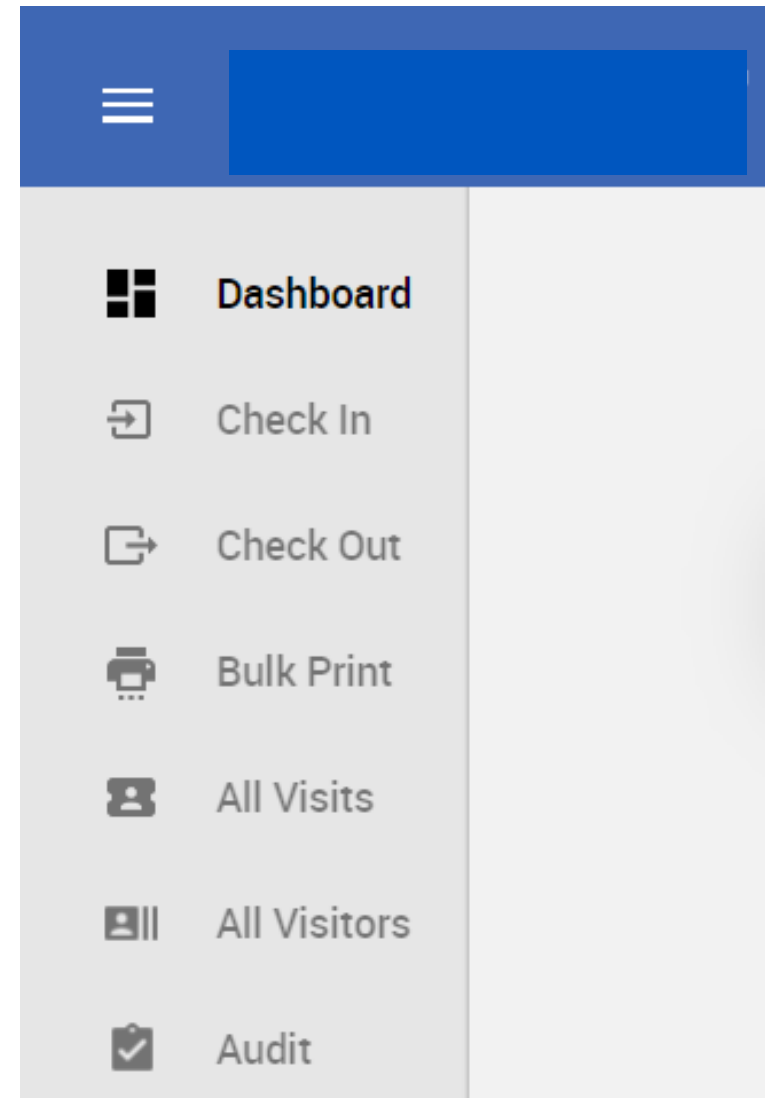 Dashboard
Check In
Check Out
Bulk Print
All Visits
All Visitors
Audit